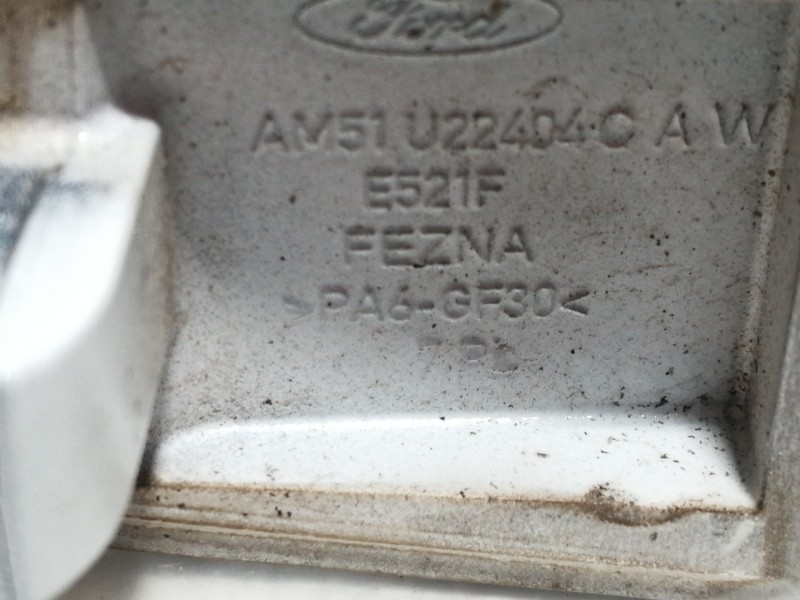 Ford
AM51 U22404 C A W
E521F
FEZNA
>PA6-GF30<